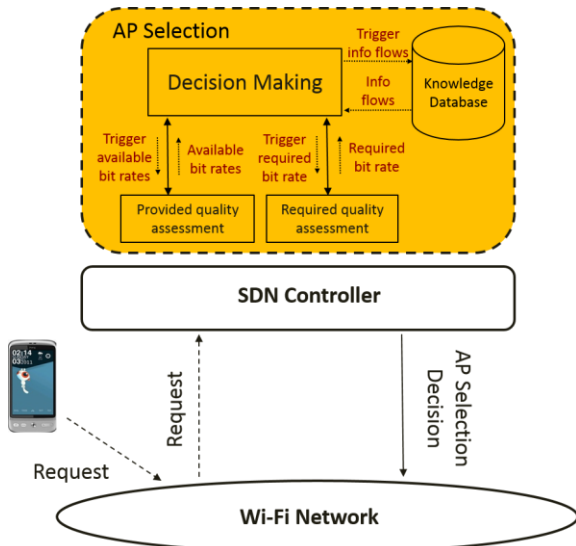 AP Selection
Trigger
info flows
Decision Making
Info
flows
Knowledge
Database
Trigger
available
bit rates
Available
bit rates
Trigger
required
bit rate
Required
bit rate
Provided quality
assessment
Required quality
assessment
SDN Controller
02:14
Request
AP Selection
Decision
Request
Wi-Fi Network